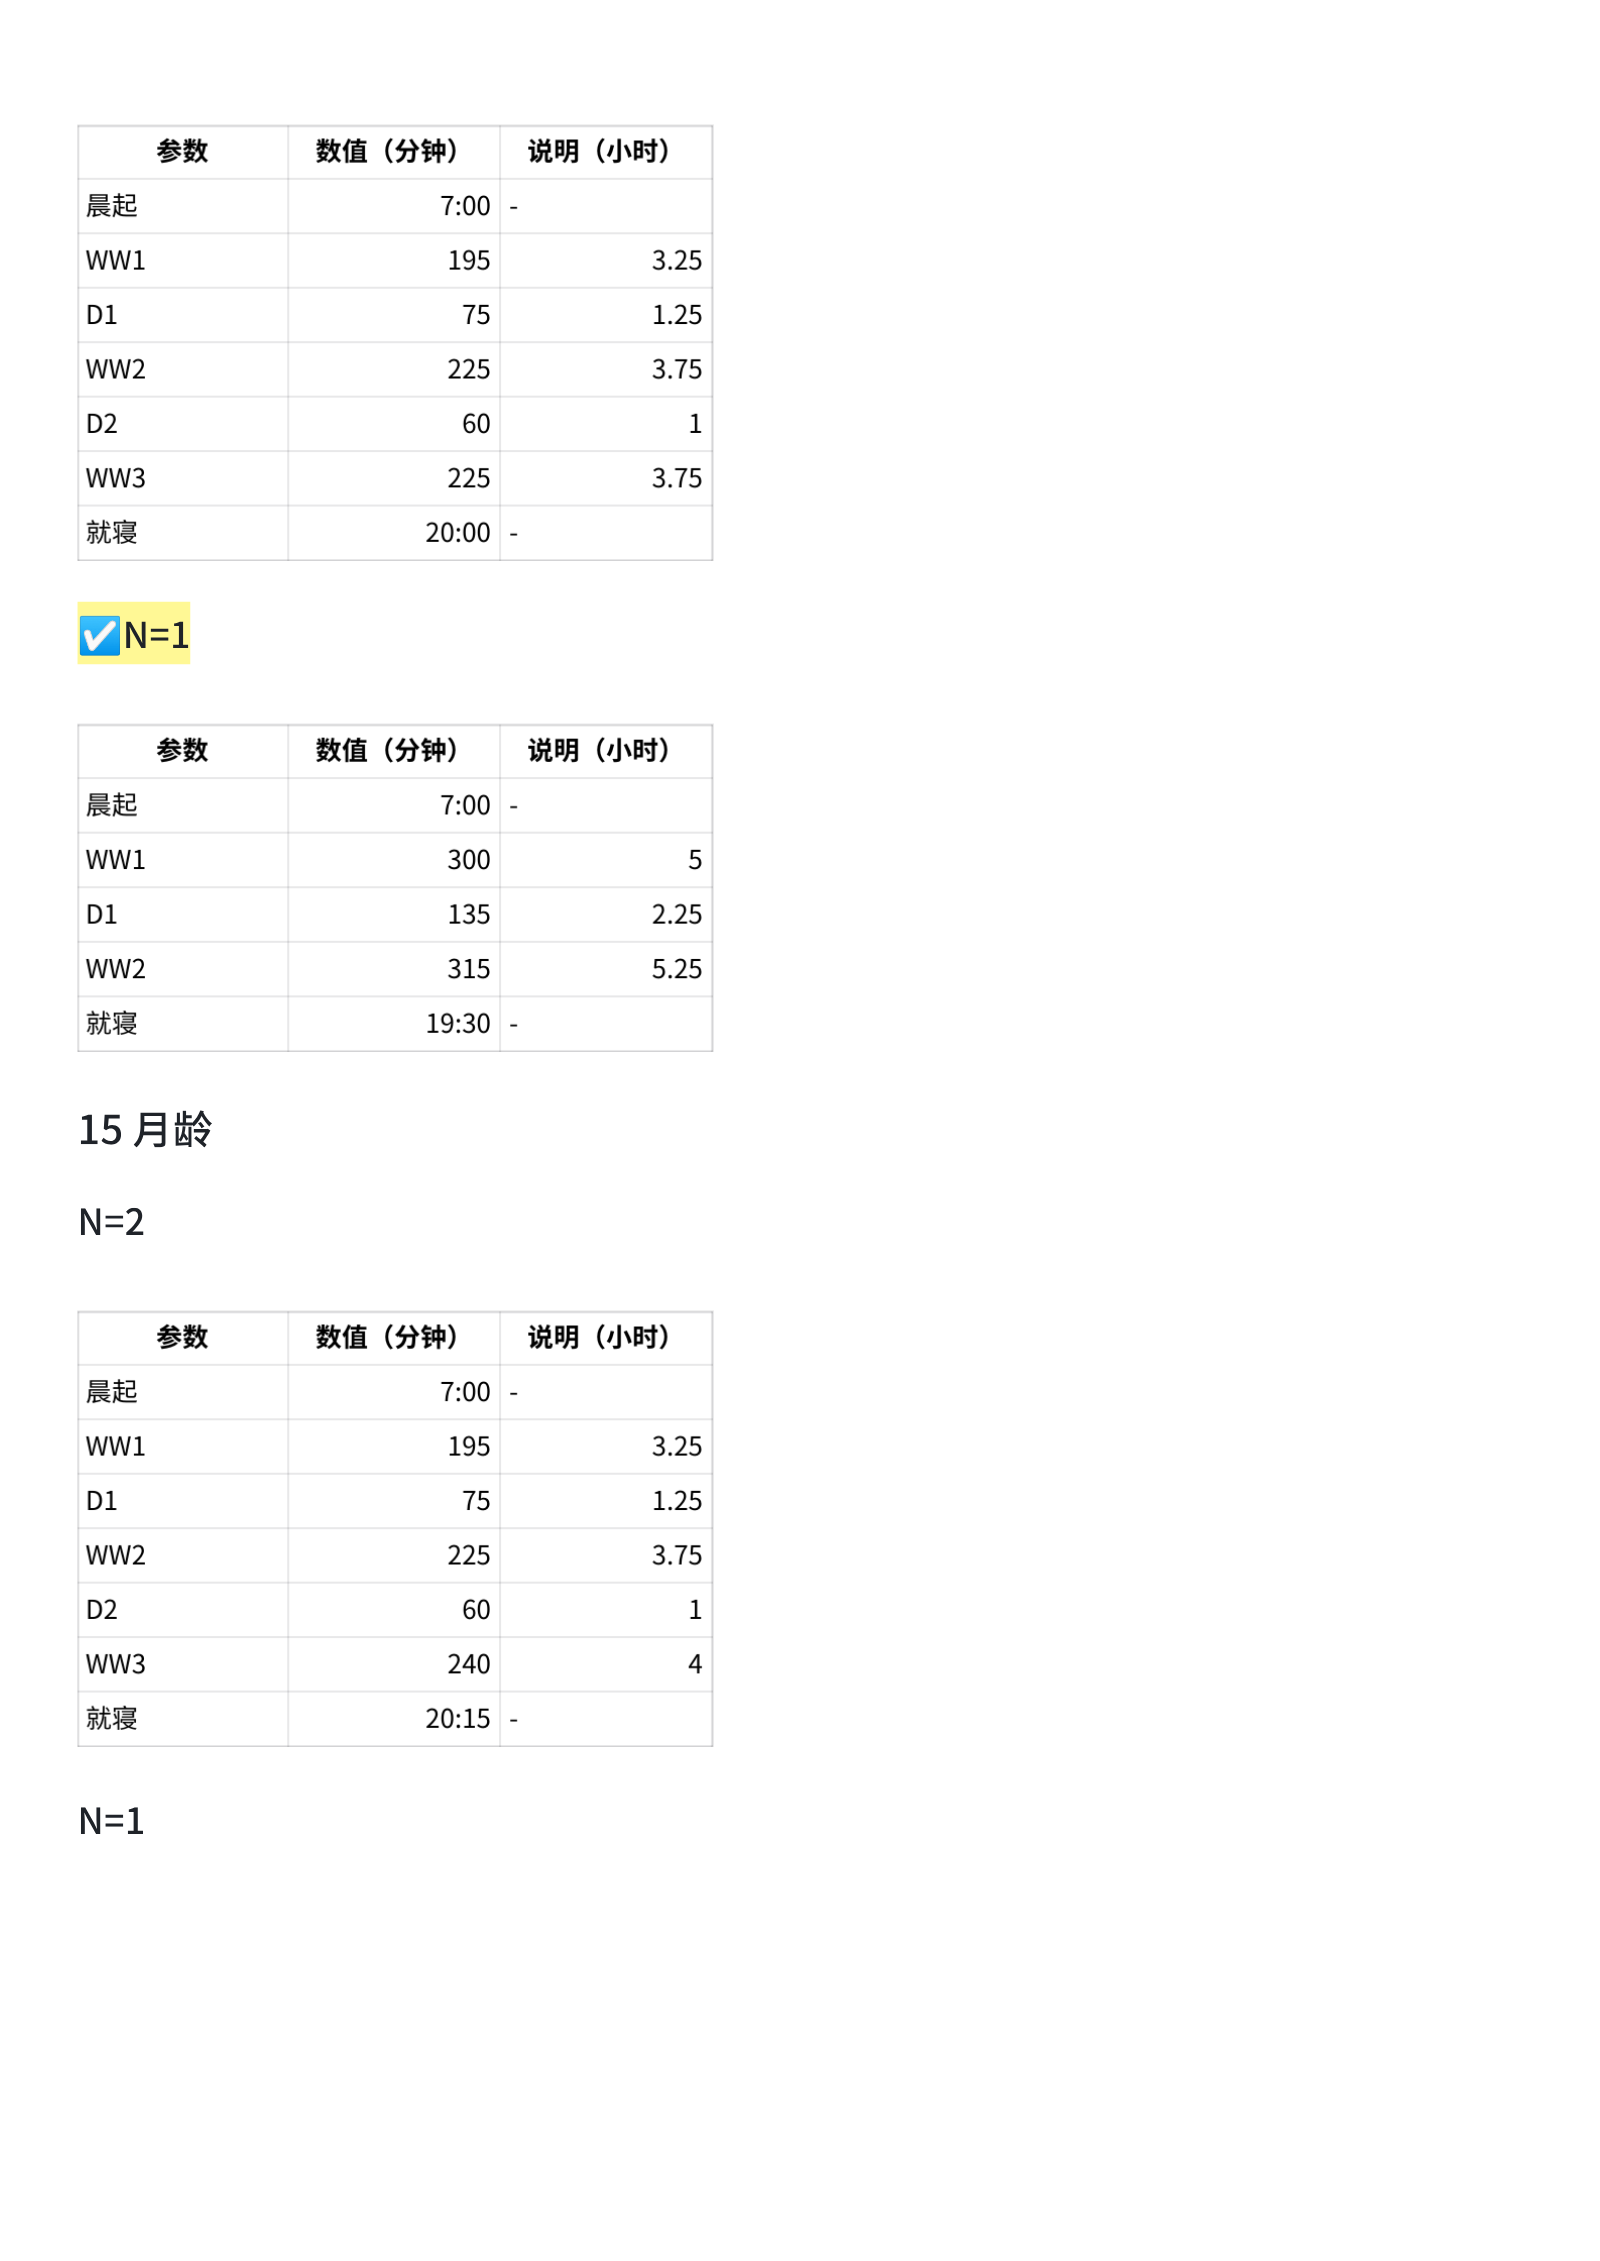 参数 数值（分钟） 说明（小时）
晨起 7:00 -
WW1 195 3.25
D1 75 1.25
WW2 225 3.75
D2 60 1
WW3 225 3.75
就寝 20:00 -
✅N=1
参数 数值（分钟） 说明（小时）
晨起 7:00 -
WW1 300 5
D1 135 2.25
WW2 315 5.25
就寝 19:30 -
15 月龄
N=2
参数 数值（分钟） 说明（小时）
晨起 7:00 -
WW1 195 3.25
D1 75 1.25
WW2 225 3.75
D2 60 1
WW3 240 4
就寝 20:15 -
N=1